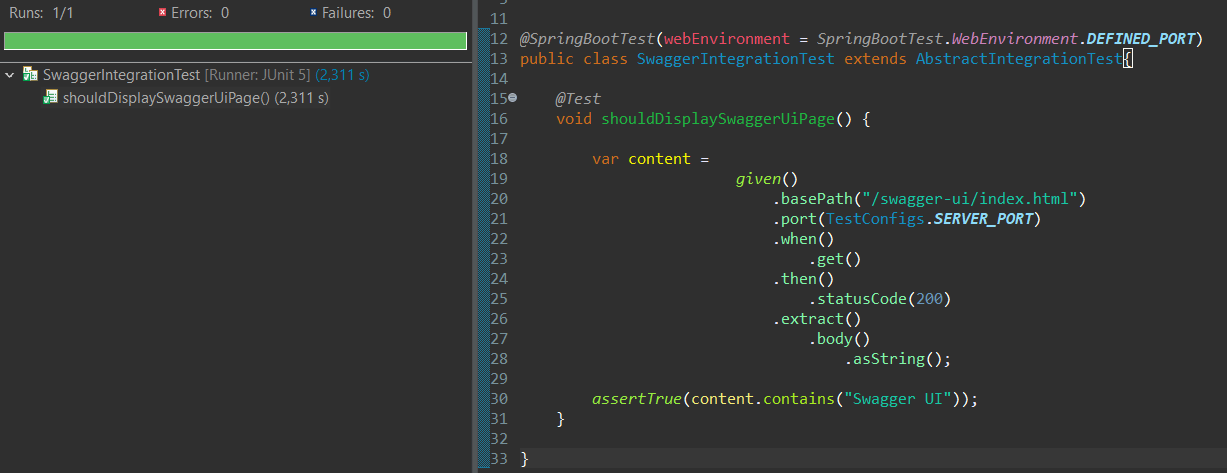 Runs: 1/1 Errors: 0 Failures: 0
SwaggerIntegrationTest [Runner: JUnit 5] (2,311 s)
shouldDisplaySwaggerUiPage() (2,311 s)
11
12 @SpringBootTest(webEnvironment = SpringBootTest.WebEnvironment.DEFINED_PORT)
13 public class SwaggerIntegrationTest extends AbstractIntegrationTest{
14
15 @Test
16 void shouldDisplaySwaggerUiPage() {
17
18 var content =
19 given()
20 .basePath("/swagger-ui/index.html")
21 .port(TestConfigs.SERVER_PORT)
22 .when()
23 .get()
24 .then()
25 .statusCode(200)
26 .extract()
27 .body()
28 .asString();
29
30 assertTrue(content.contains("Swagger UI"));
31 }
32
33 }